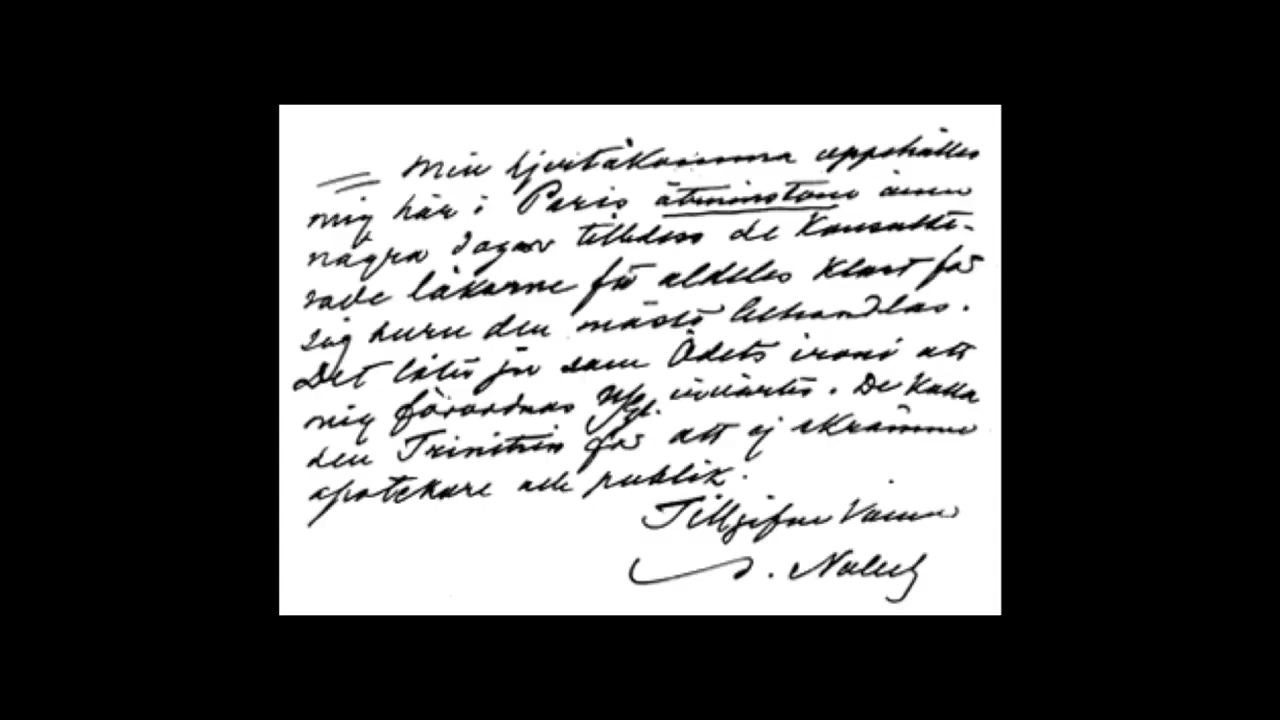 Min hjertåkomma uppehåller
mig här i Paris åtminstone ännu
några dagar tilldess de konsulte-
rade läkarne få aldeles klart för
sig huru den måste behandlas.
Det låter ju som Ödets ironi att
mig förordnas N/gl. invärtes. De kalla
den Trinitrin för att ej skrämma
apotekare och publik.
Tillgifne Vännen
A. Nobel